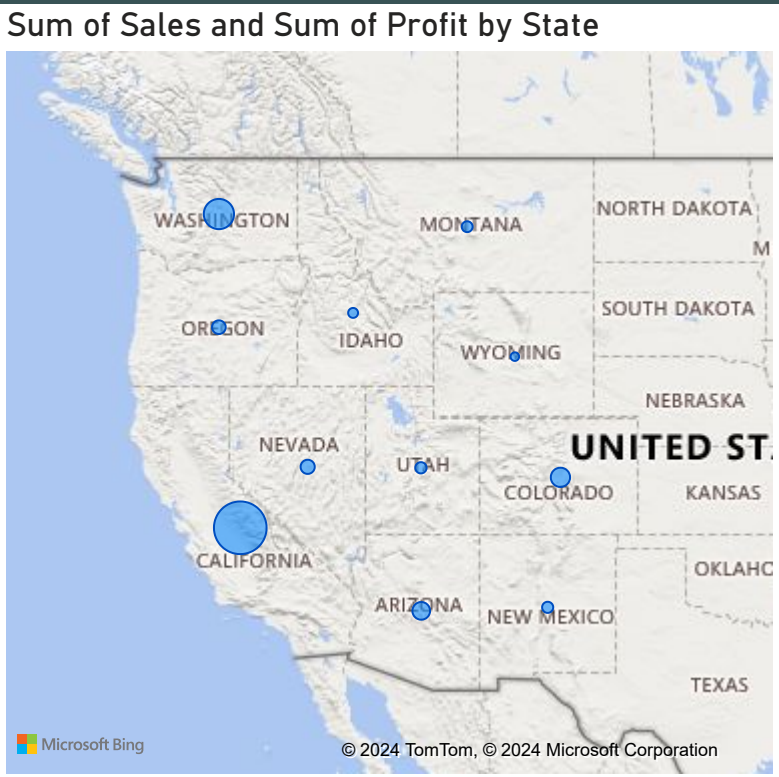 Sum of Sales and Sum of Profit by State
NORTH DAKOTA
WASHINGTON
MONTANA
M
SOUTH DAKOTA
OREGON
IDAHO
WYOMING
NEBRASKA
NEVADA
UNITED ST
UTAH
COLORADO
KANSAS
CALIFORNIA
OKLAHO
ARIZONA
NEW MEXICO
TEXAS
Microsoft Bing
© 2024 TomTom, © 2024 Microsoft Corporation